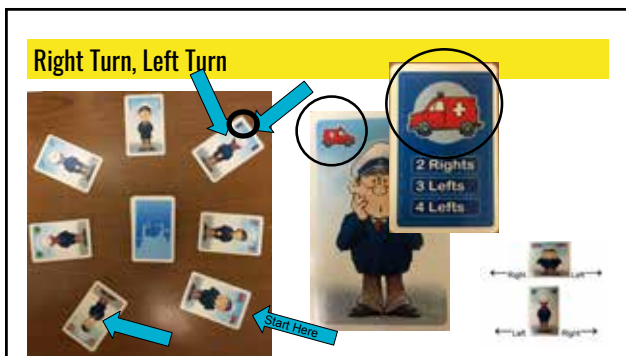 Right Turn, Left Turn
2 Rights
3 Lefts
4 Lefts
Start Here
Right
Left
Left
Right